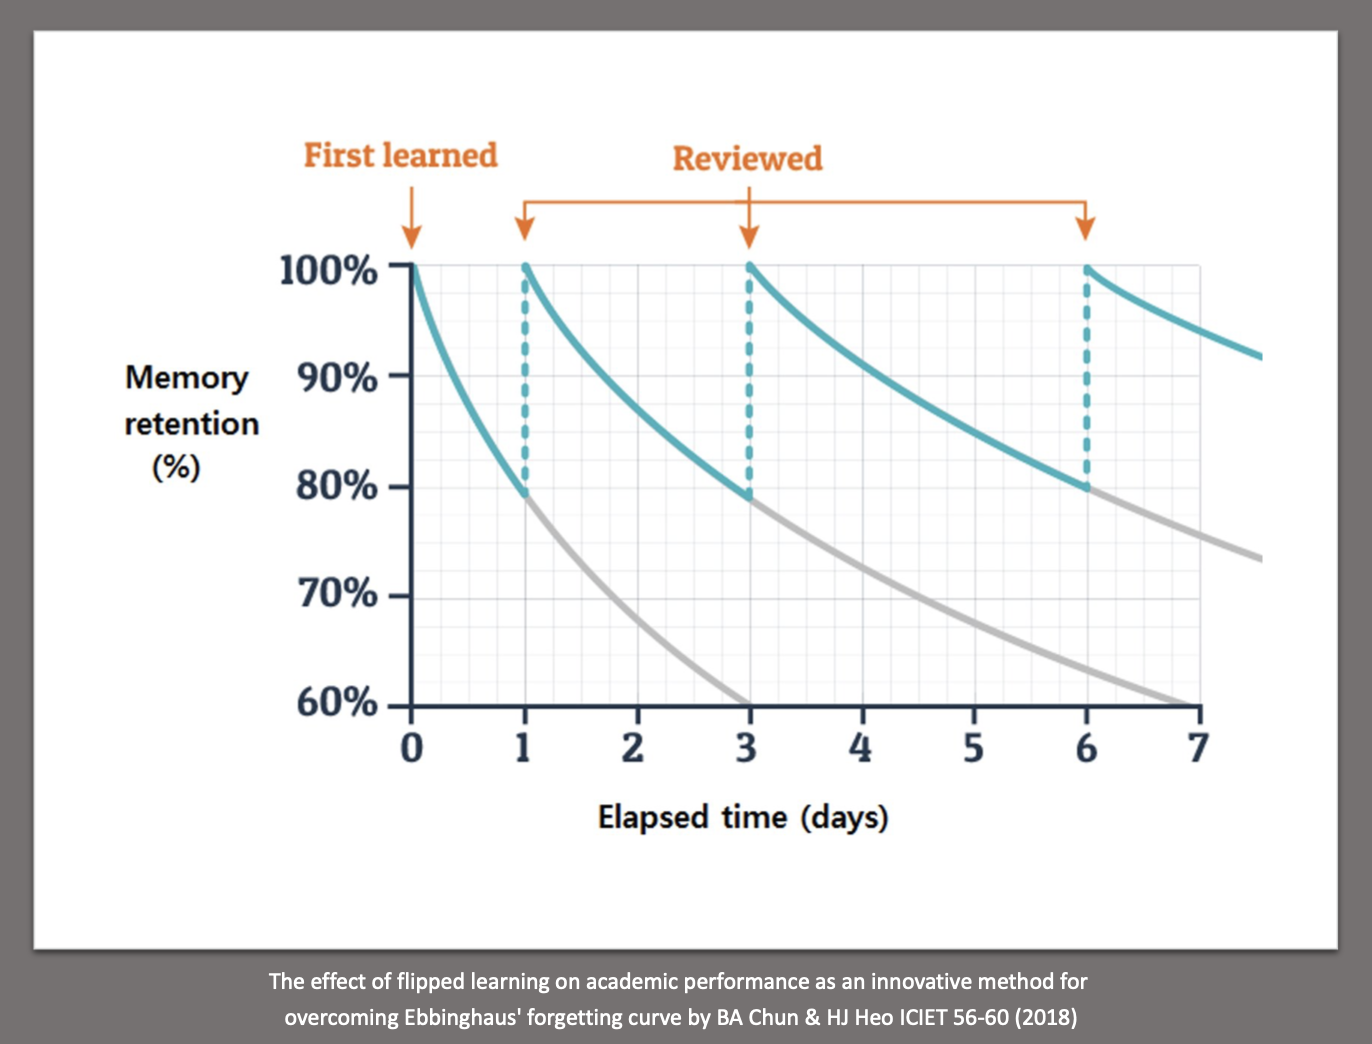 First learned
Reviewed
100%
90%
80%
70%
60%
Memory
retention
(%)
0 1 2 3 4 5 6 7
Elapsed time (days)
The effect of flipped learning on academic performance as an innovative method for
overcoming Ebbinghaus' forgetting curve by BA Chun & HJ Heo ICIET 56-60 (2018)